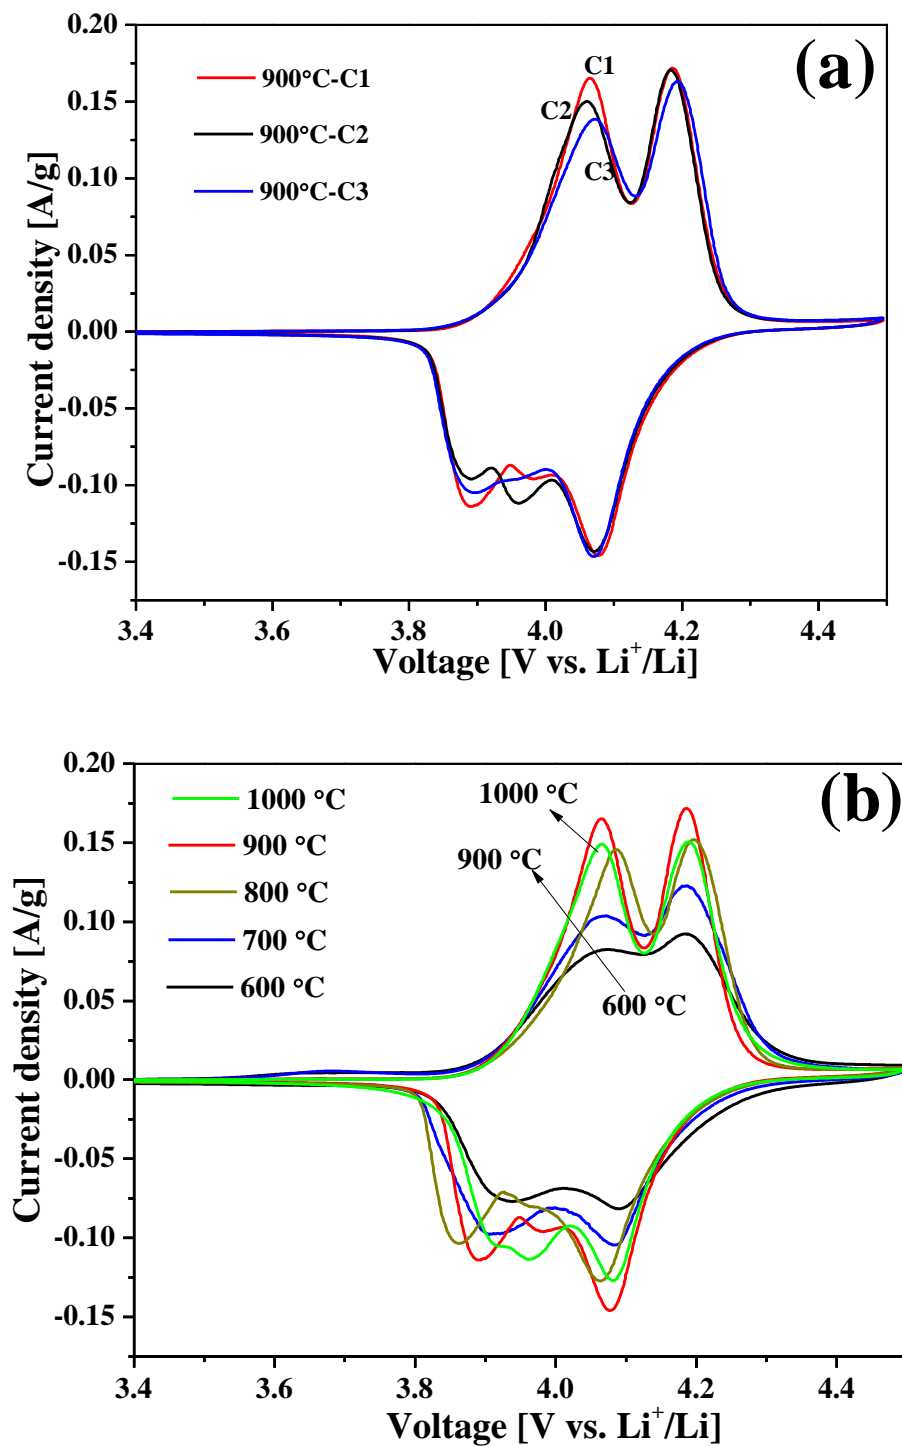 0.20
0.15
0.10
0.05
0.00
-0.05
-0.10
-0.15
Current density [A/g]
900°C-C1
900°C-C2
900°C-C3
C1
C2
C3
(a)
3.4 3.6 3.8 4.0 4.2 4.4
Voltage [V vs. Li⁺/Li]
0.20
0.15
0.10
0.05
0.00
-0.05
-0.10
-0.15
Current density [A/g]
1000 °C
900 °C
800 °C
700 °C
600 °C
1000 °C
900 °C
600 °C
(b)
3.4 3.6 3.8 4.0 4.2 4.4
Voltage [V vs. Li⁺/Li]